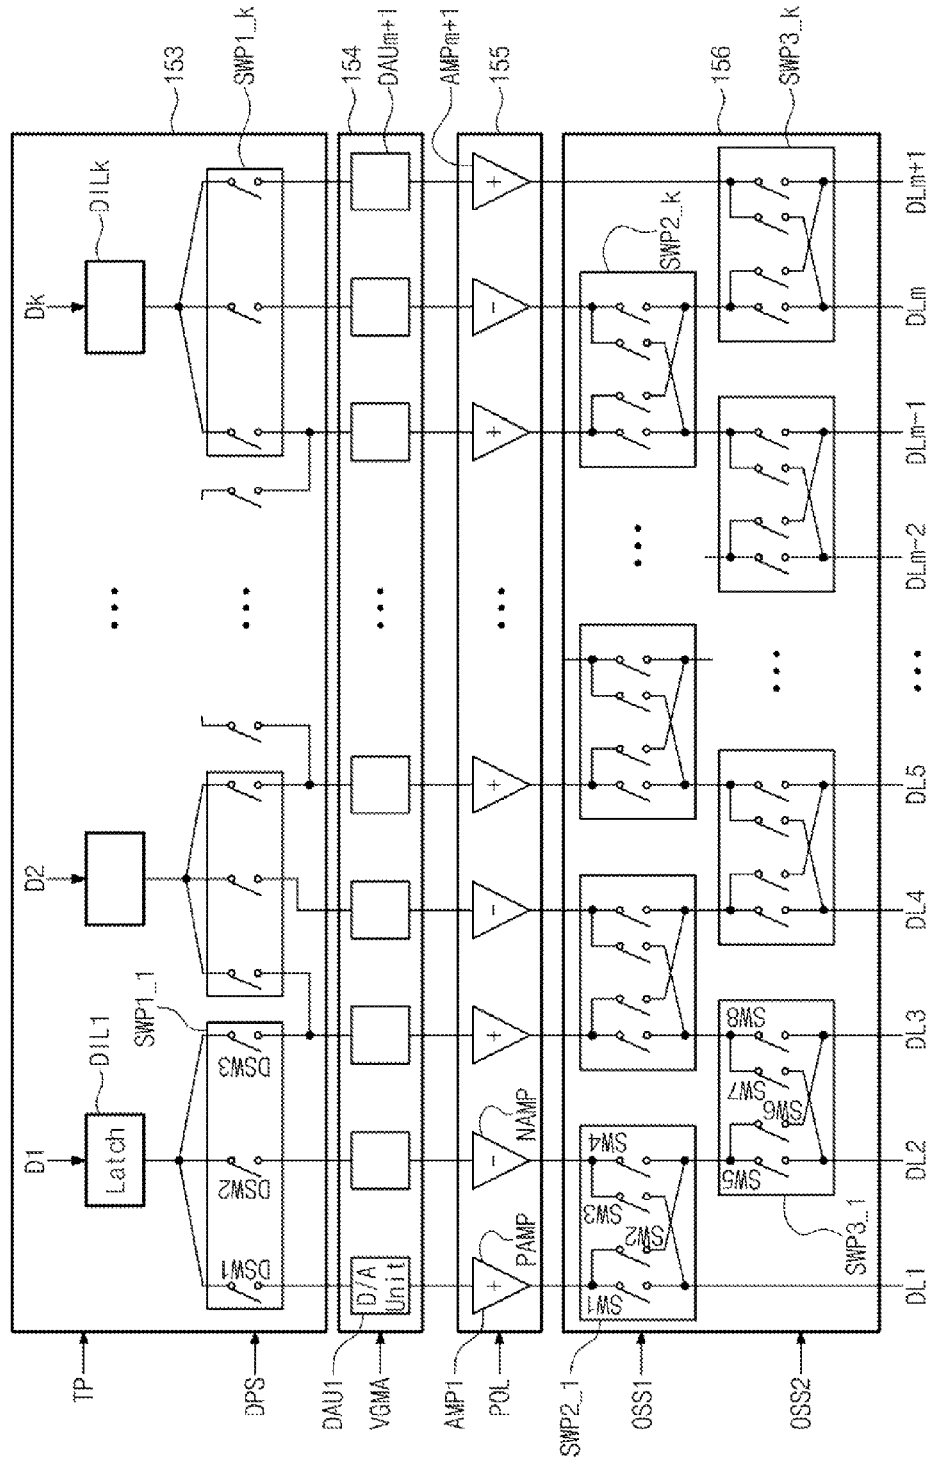 D1
D2
Dk
DILk
153
SWP1_k
DIL1
SWP1_1
Latch
DSW1
DSW2
DSW3
TP
DPS
154
DAUm+1
D/A
Unit
DAU1
VGMA
AMPm+1
155
+
-
+
-
+
+
-
+
PAMP
NAMP
AMP1
POL
156
SWP3_k
SWP2_k
SW1
SW2
SW3
SW4
SWP2_1
OSS1
SW5
SW6
SW7
SW8
SWP3_1
OSS2
DL1
DL2
DL3
DL4
DL5
DLm-2
DLm-1
DLm
DLm+1